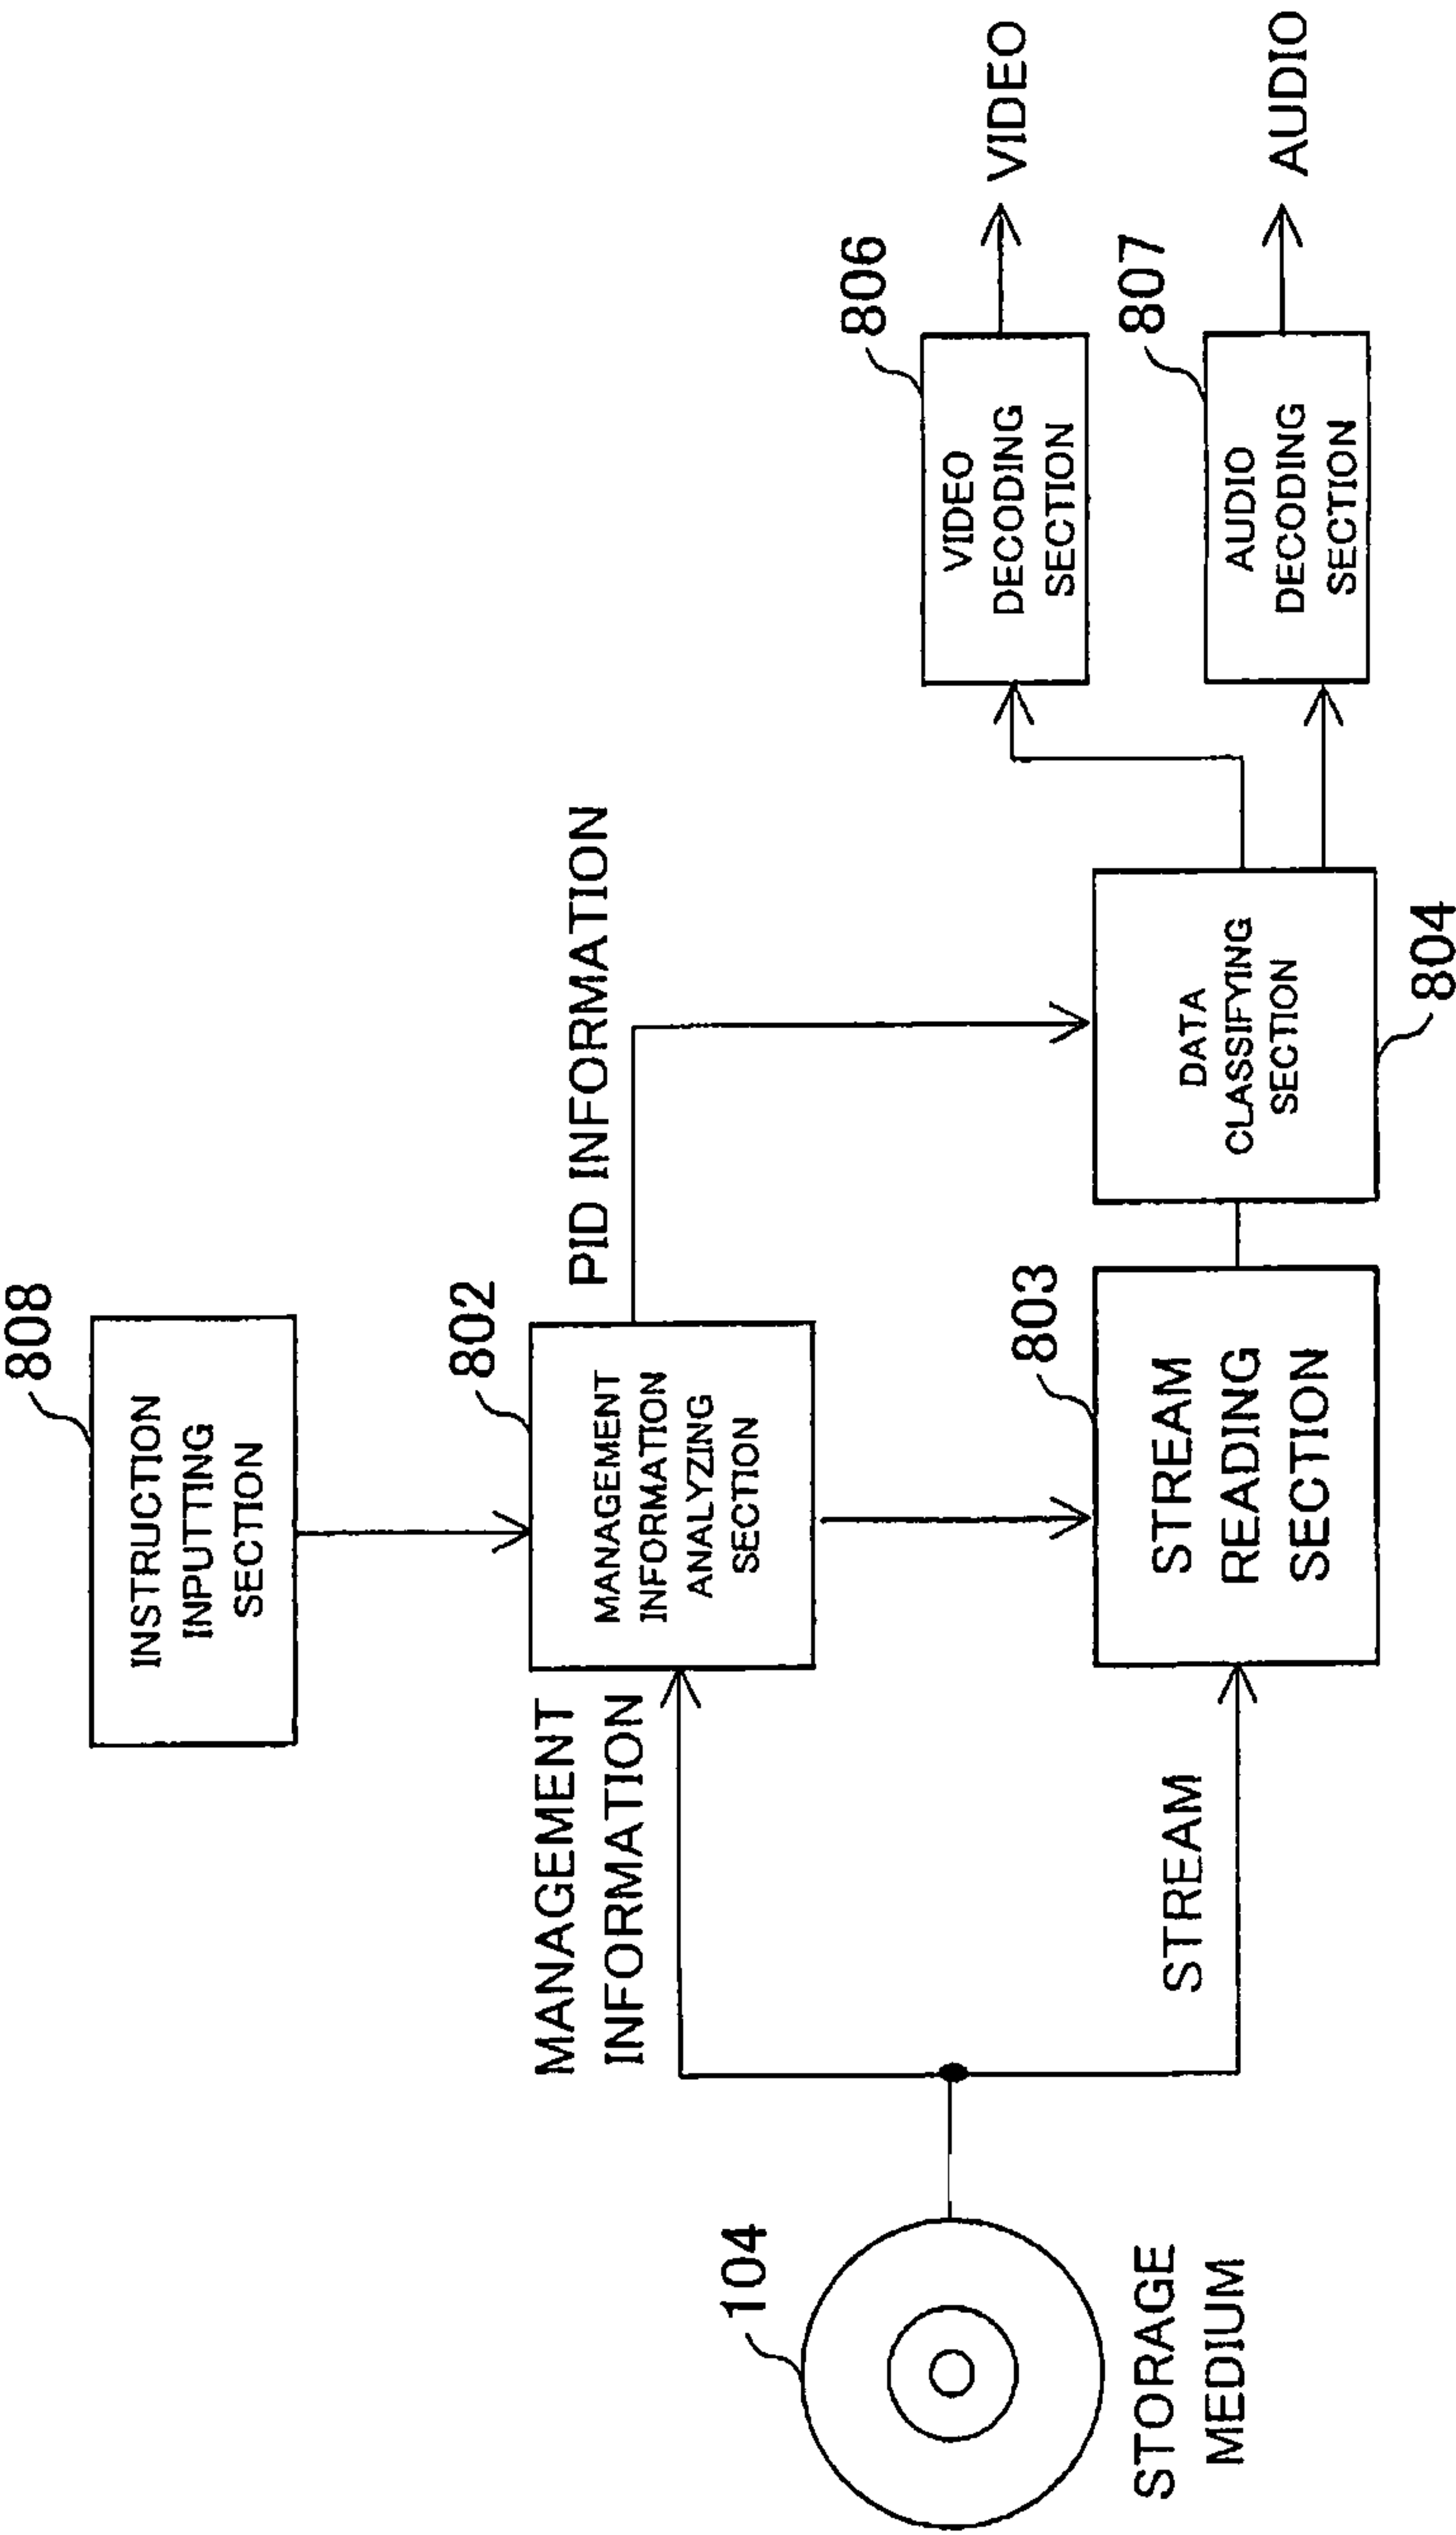 808
INSTRUCTION
INPUTTING
SECTION
802
MANAGEMENT
INFORMATION
ANALYZING
SECTION
PID INFORMATION
MANAGEMENT
INFORMATION
104
STORAGE
MEDIUM
STREAM
803
STREAM
READING
SECTION
DATA
CLASSIFYING
SECTION
804
806
VIDEO
DECODING
SECTION
VIDEO
807
AUDIO
DECODING
SECTION
AUDIO